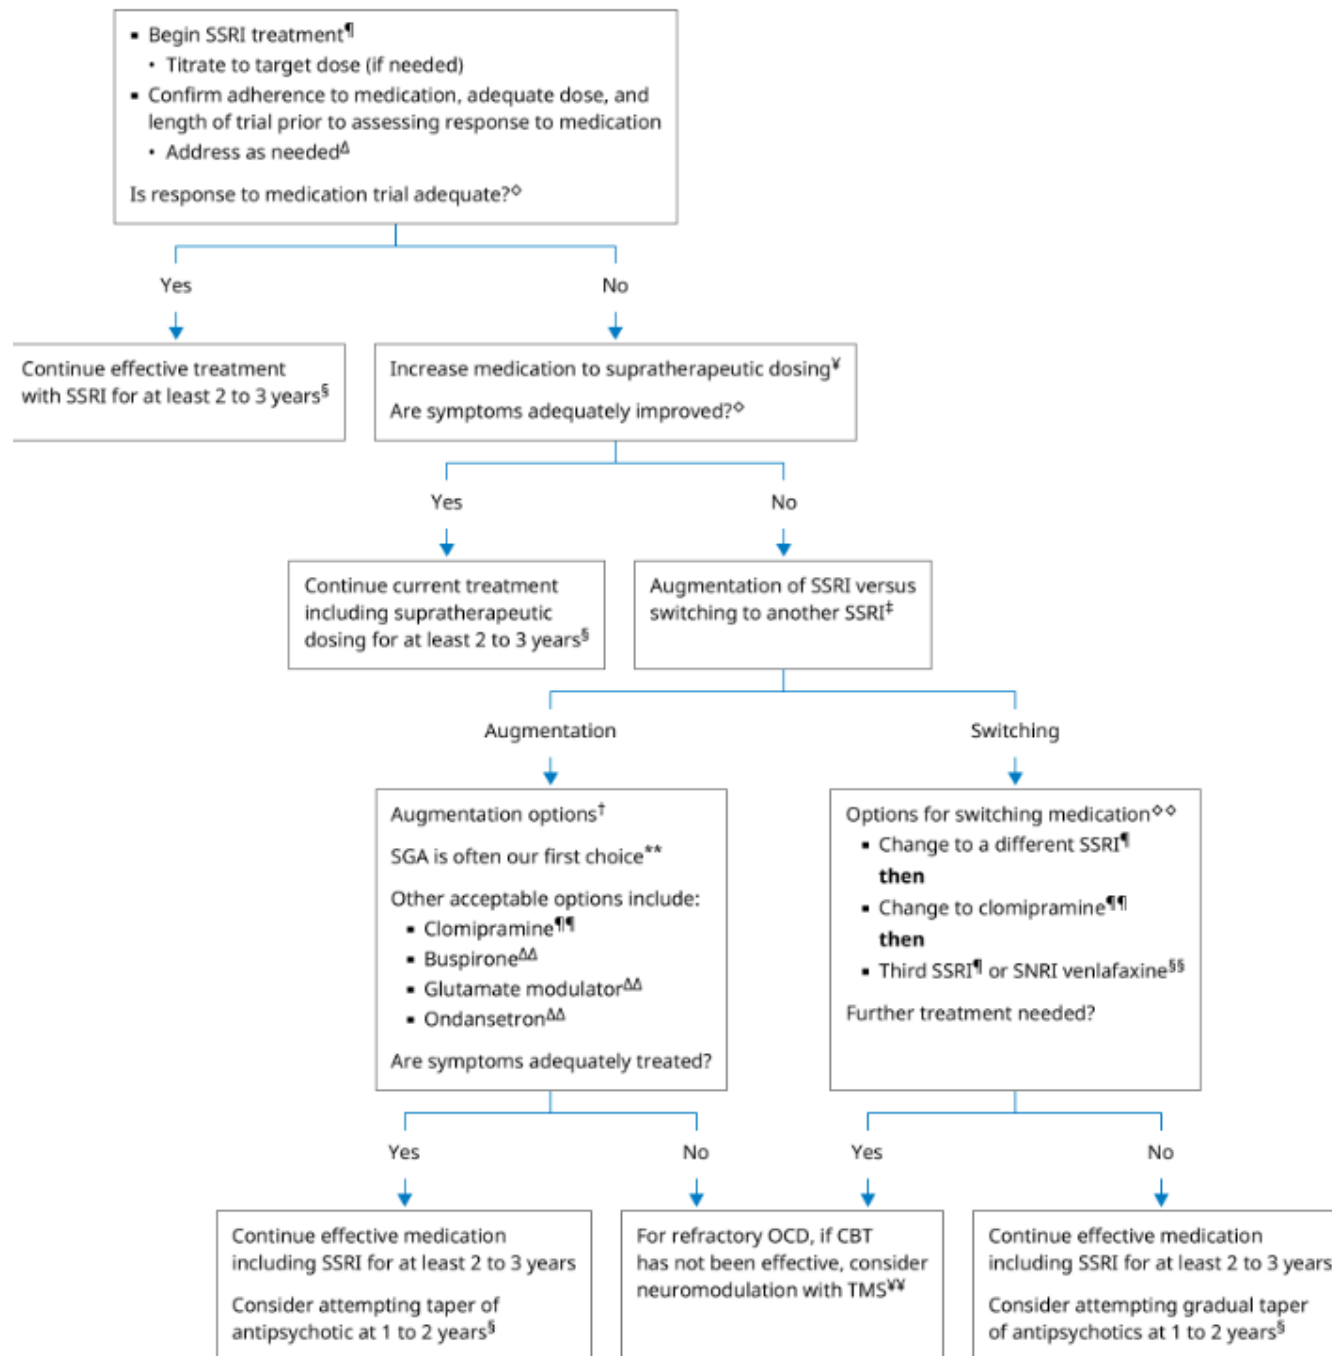 ▪ Begin SSRI treatment¶
• Titrate to target dose (if needed)
▪ Confirm adherence to medication, adequate dose, and
length of trial prior to assessing response to medication
• Address as needed∆
Is response to medication trial adequate?◇
Yes
No
Continue effective treatment
with SSRI for at least 2 to 3 years§
Increase medication to supratherapeutic dosing¥
Are symptoms adequately improved?◇
Yes
No
Continue current treatment
including supratherapeutic
dosing for at least 2 to 3 years§
Augmentation of SSRI versus
switching to another SSRI‡
Augmentation
Switching
Augmentation options†
SGA is often our first choice**
Other acceptable options include:
▪ Clomipramine¶¶
▪ Buspirone∆∆
▪ Glutamate modulator∆∆
▪ Ondansetron∆∆
Are symptoms adequately treated?
Options for switching medication◇◇
▪ Change to a different SSRI¶
then
▪ Change to clomipramine¶¶
then
▪ Third SSRI¶ or SNRI venlafaxine§§
Further treatment needed?
Yes
No
Yes
No
Continue effective medication
including SSRI for at least 2 to 3 years
Consider attempting taper of
antipsychotic at 1 to 2 years§
For refractory OCD, if CBT
has not been effective, consider
neuromodulation with TMS¥¥
Continue effective medication
including SSRI for at least 2 to 3 years
Consider attempting gradual taper
of antipsychotics at 1 to 2 years§